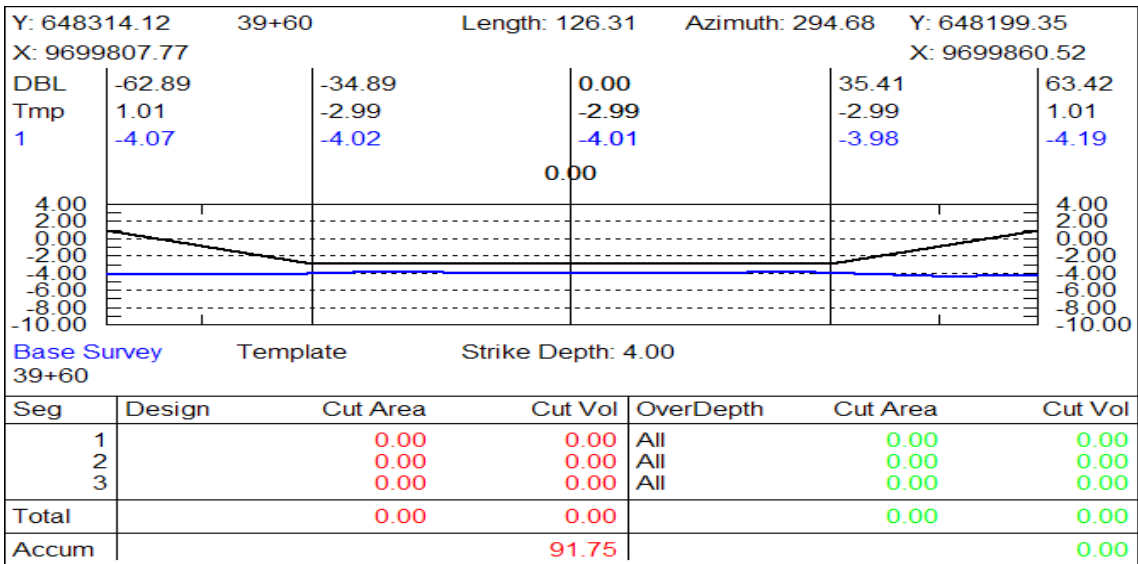 Y: 648314.12 39+60 Length: 126.31 Azimuth: 294.68 Y: 648199.35
X: 9699807.77 X: 9699860.52
DBL -62.89 -34.89 0.00 35.41 63.42
Tmp 1.01 -2.99 -2.99 -2.99 1.01
1 -4.07 -4.02 -4.01 -3.98 -4.19
0.00
4.00 4.00
2.00 2.00
0.00 0.00
-2.00 -2.00
-4.00 -4.00
-6.00 -6.00
-8.00 -8.00
-10.00 -10.00
Base Survey Template Strike Depth: 4.00
39+60
Seg Design Cut Area Cut Vol OverDepth Cut Area Cut Vol
1 0.00 0.00 All 0.00 0.00
2 0.00 0.00 All 0.00 0.00
3 0.00 0.00 All 0.00 0.00
Total 0.00 0.00 0.00 0.00
Accum 91.75 0.00